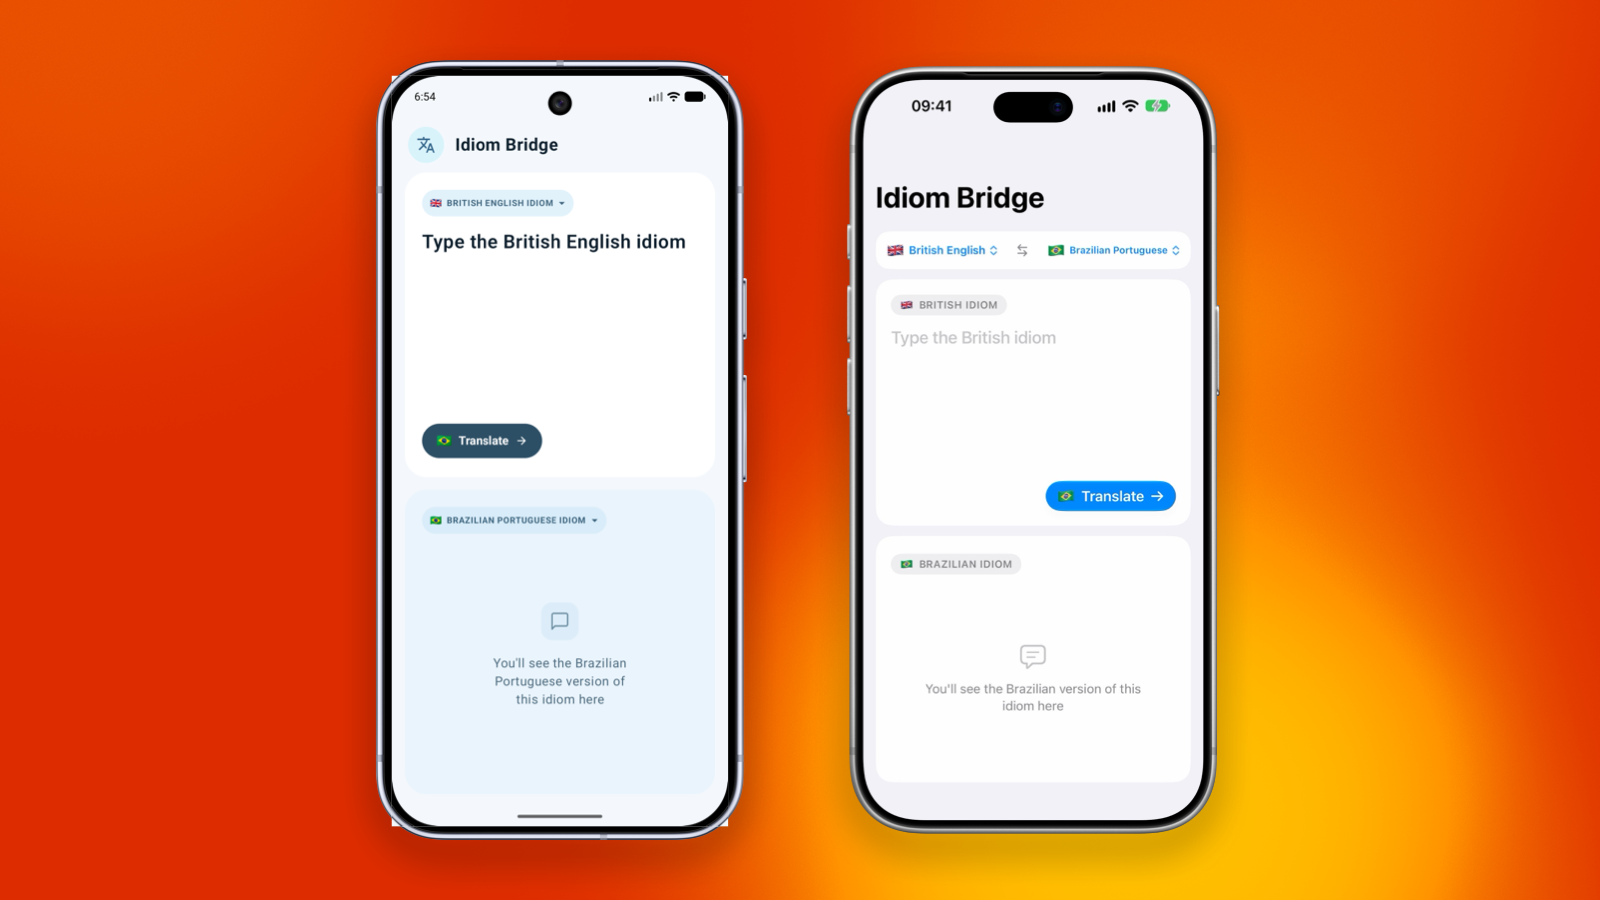 6:54
Idiom Bridge
BRITISH ENGLISH IDIOM
Type the British English idiom
Translate
BRAZILIAN PORTUGUESE IDIOM
You'll see the Brazilian
Portuguese version of
this idiom here
09:41
Idiom Bridge
British English
Brazilian Portuguese
BRITISH IDIOM
Type the British idiom
Translate
BRAZILIAN IDIOM
You'll see the Brazilian version of this
idiom here